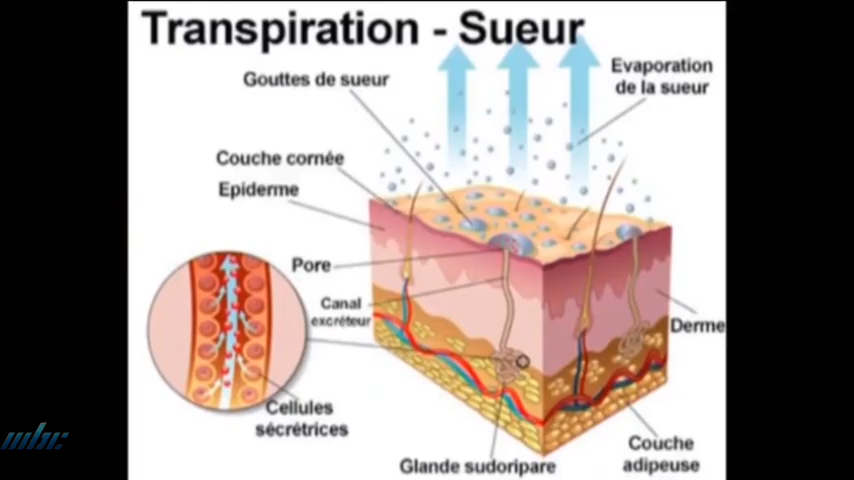 Transpiration - Sueur
Gouttes de sueur
Evaporation
de la sueur
Couche cornée
Epiderme
Pore
Canal
excréteur
Derme
Cellules
sécrétrices
Couche
adipeuse
Glande sudoripare